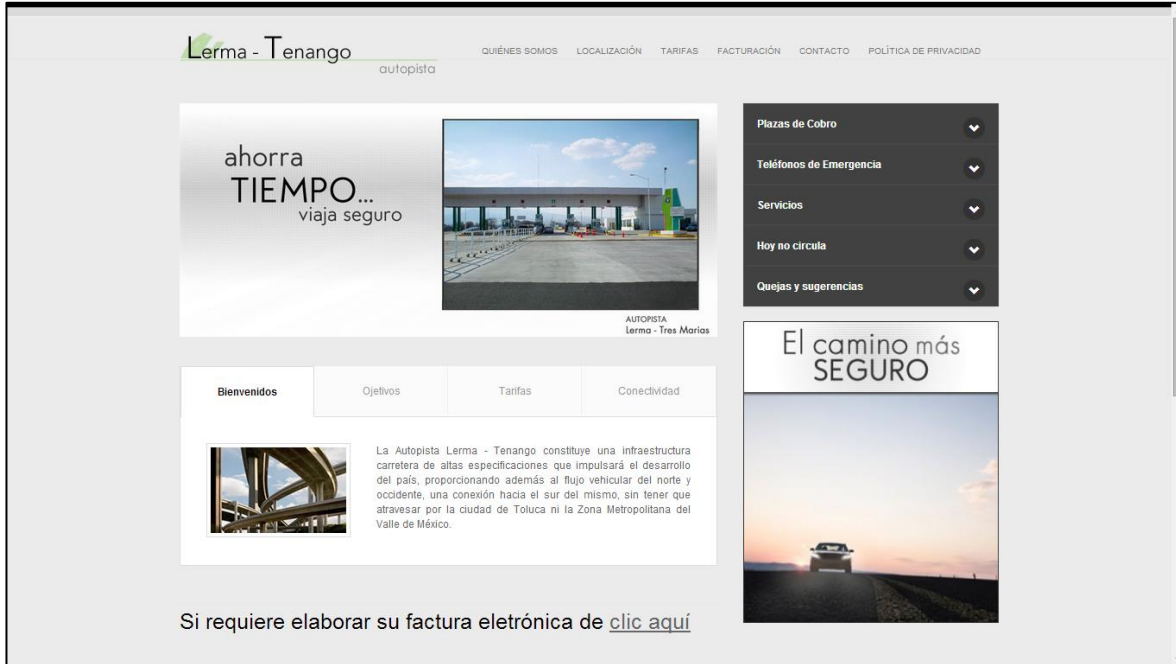 Lerma - Tenango
autopista
QUIÉNES SOMOS LOCALIZACIÓN TARIFAS FACTURACIÓN CONTACTO POLÍTICA DE PRIVACIDAD
ahorra
TIEMPO...
viaja seguro
AUTOPISTA
Lerma - Tres Marias
Plazas de Cobro
Teléfonos de Emergencia
Servicios
Hoy no circula
Quejas y sugerencias
El camino más
SEGURO
Bienvenidos Ojetivos Tarifas Conectividad
La Autopista Lerma - Tenango constituye una infraestructura
carretera de altas especificaciones que impulsará el desarrollo
del país, proporcionando además al flujo vehicular del norte y
occidente, una conexión hacia el sur del mismo, sin tener que
atravesar por la ciudad de Toluca ni la Zona Metropolitana del
Valle de México.
Si requiere elaborar su factura eletrónica de clic aquí